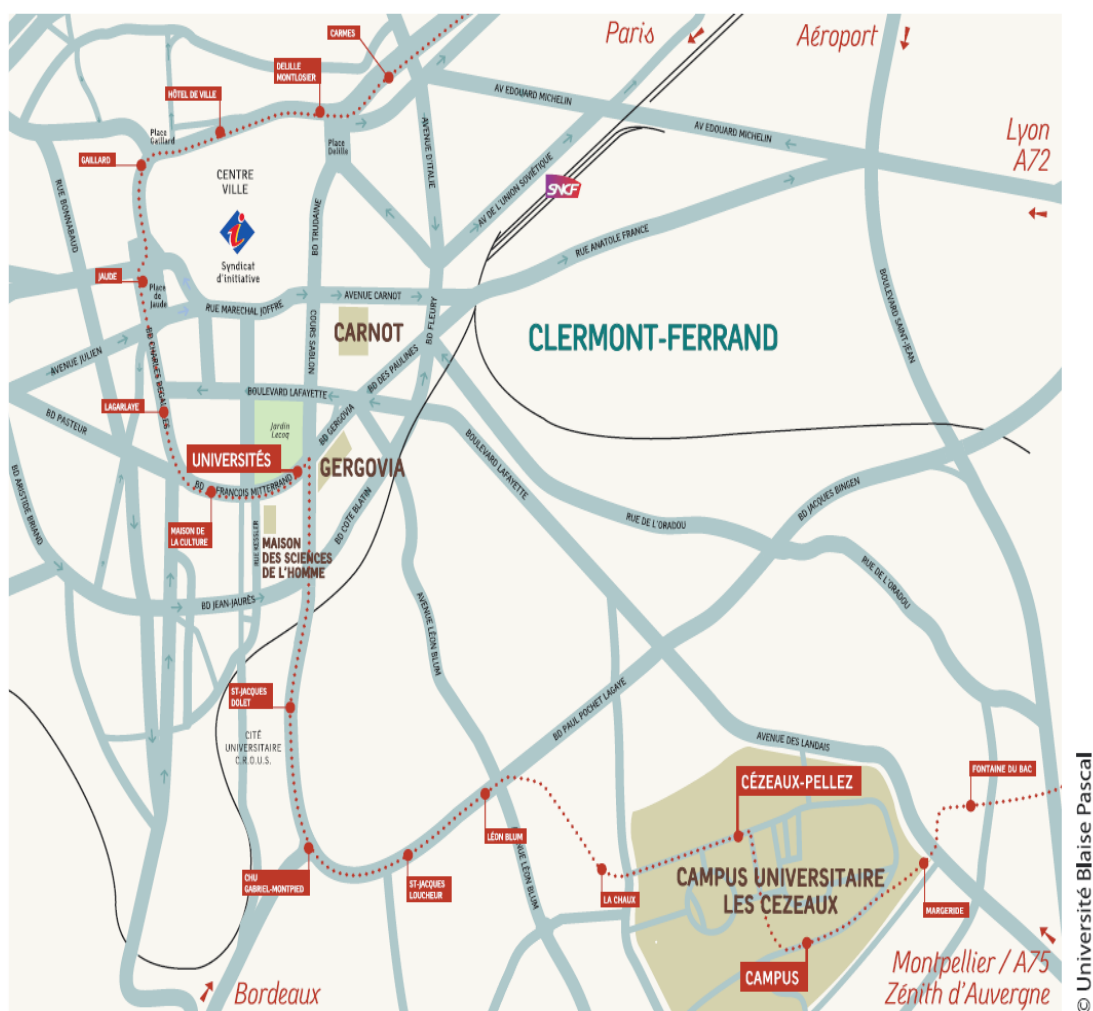 CARMES
Paris
Aéroport
DELILLE
MONTLOSIER
HÔTEL DE VILLE
AV EDOUARD MICHELIN
AV EDOUARD MICHELIN
Lyon
A72
Place
Gaillard
Place
Delille
AVENUE D'ITALIE
GAILLARD
CENTRE
VILLE
SNCF
AV DE L'UNION SOVIÉTIQUE
RUE BONNABAUD
BD TRUDAINE
RUE ANATOLE FRANCE
i
Syndicat
d'initiative
JAUDE
Place
de
Jaude
AVENUE CARNOT
RUE MARECHAL JOFFRE
BD FLEURY
BOULEVARD SAINT-JEAN
CARNOT
CLERMONT-FERRAND
COURS SABLON
AVENUE JULIEN
BD DES PAULINES
BOULEVARD LAFAYETTE
LAGARLAYE
BD PASTEUR
Jardin
Lecoq
BD GERGOVIA
BOULEVARD LAFAYETTE
UNIVERSITÉS
GERGOVIA
BD FRANÇOIS MITTERRAND
BD ARISTIDE BRIAND
BD COTE BLATIN
BD JACQUES BINGEN
RUE DE L'ORADOU
MAISON DE
LA CULTURE
RUE KESSLER
MAISON
DES SCIENCES
DE L'HOMME
RUE DE L'ORADOU
BD JEAN-JAURÈS
AVENUE LÉON BLUM
ST-JACQUES
DOLET
CITÉ
UNIVERSITAIRE
C.R.O.U.S.
BD PAUL POCHET LAGAYE
AVENUE DES LANDAIS
CÉZEAUX-PELLEZ
FONTAINE DU BAC
LÉON BLUM
AVENUE LÉON BLUM
CHU
GABRIEL-MONTPIED
ST-JACQUES
LOUCHEUR
LA CHAUX
CAMPUS UNIVERSITAIRE
LES CEZEAUX
MARGERIDE
CAMPUS
Montpellier / A75
Zénith d'Auvergne
Bordeaux
© Université Blaise Pascal